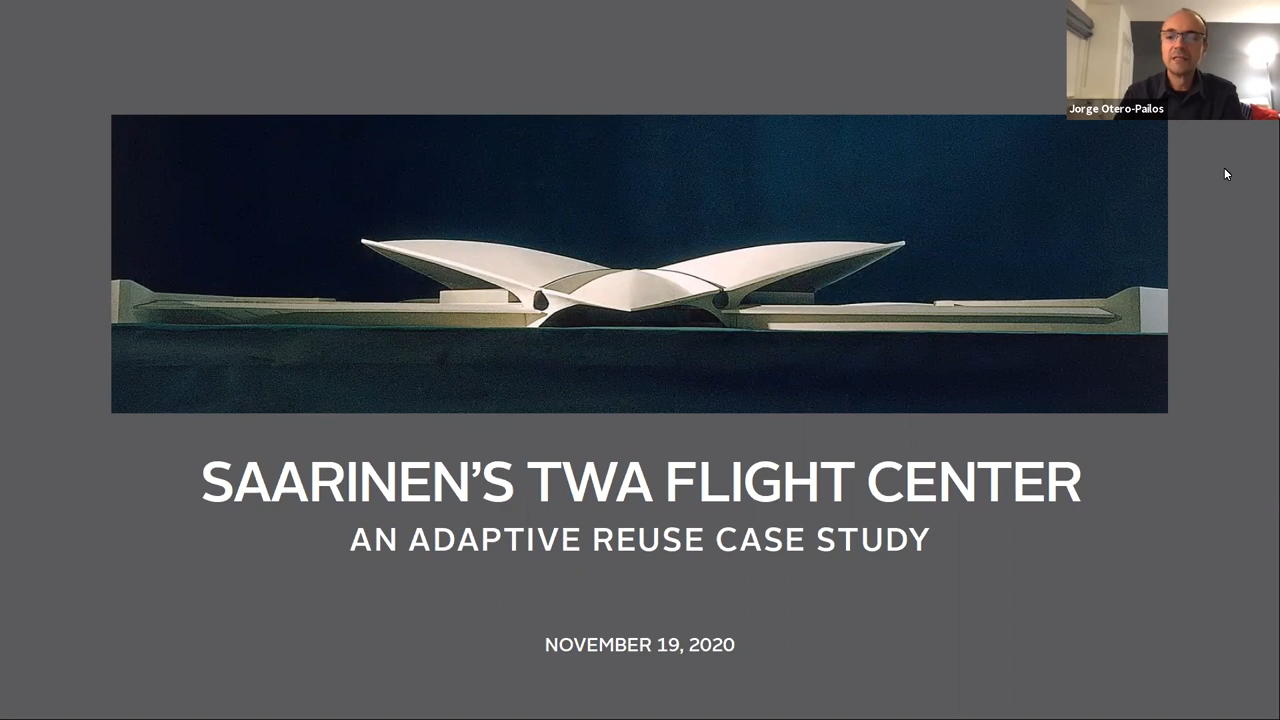 Jorge Otero-Pailos
SAARINEN’S TWA FLIGHT CENTER
AN ADAPTIVE REUSE CASE STUDY
NOVEMBER 19, 2020